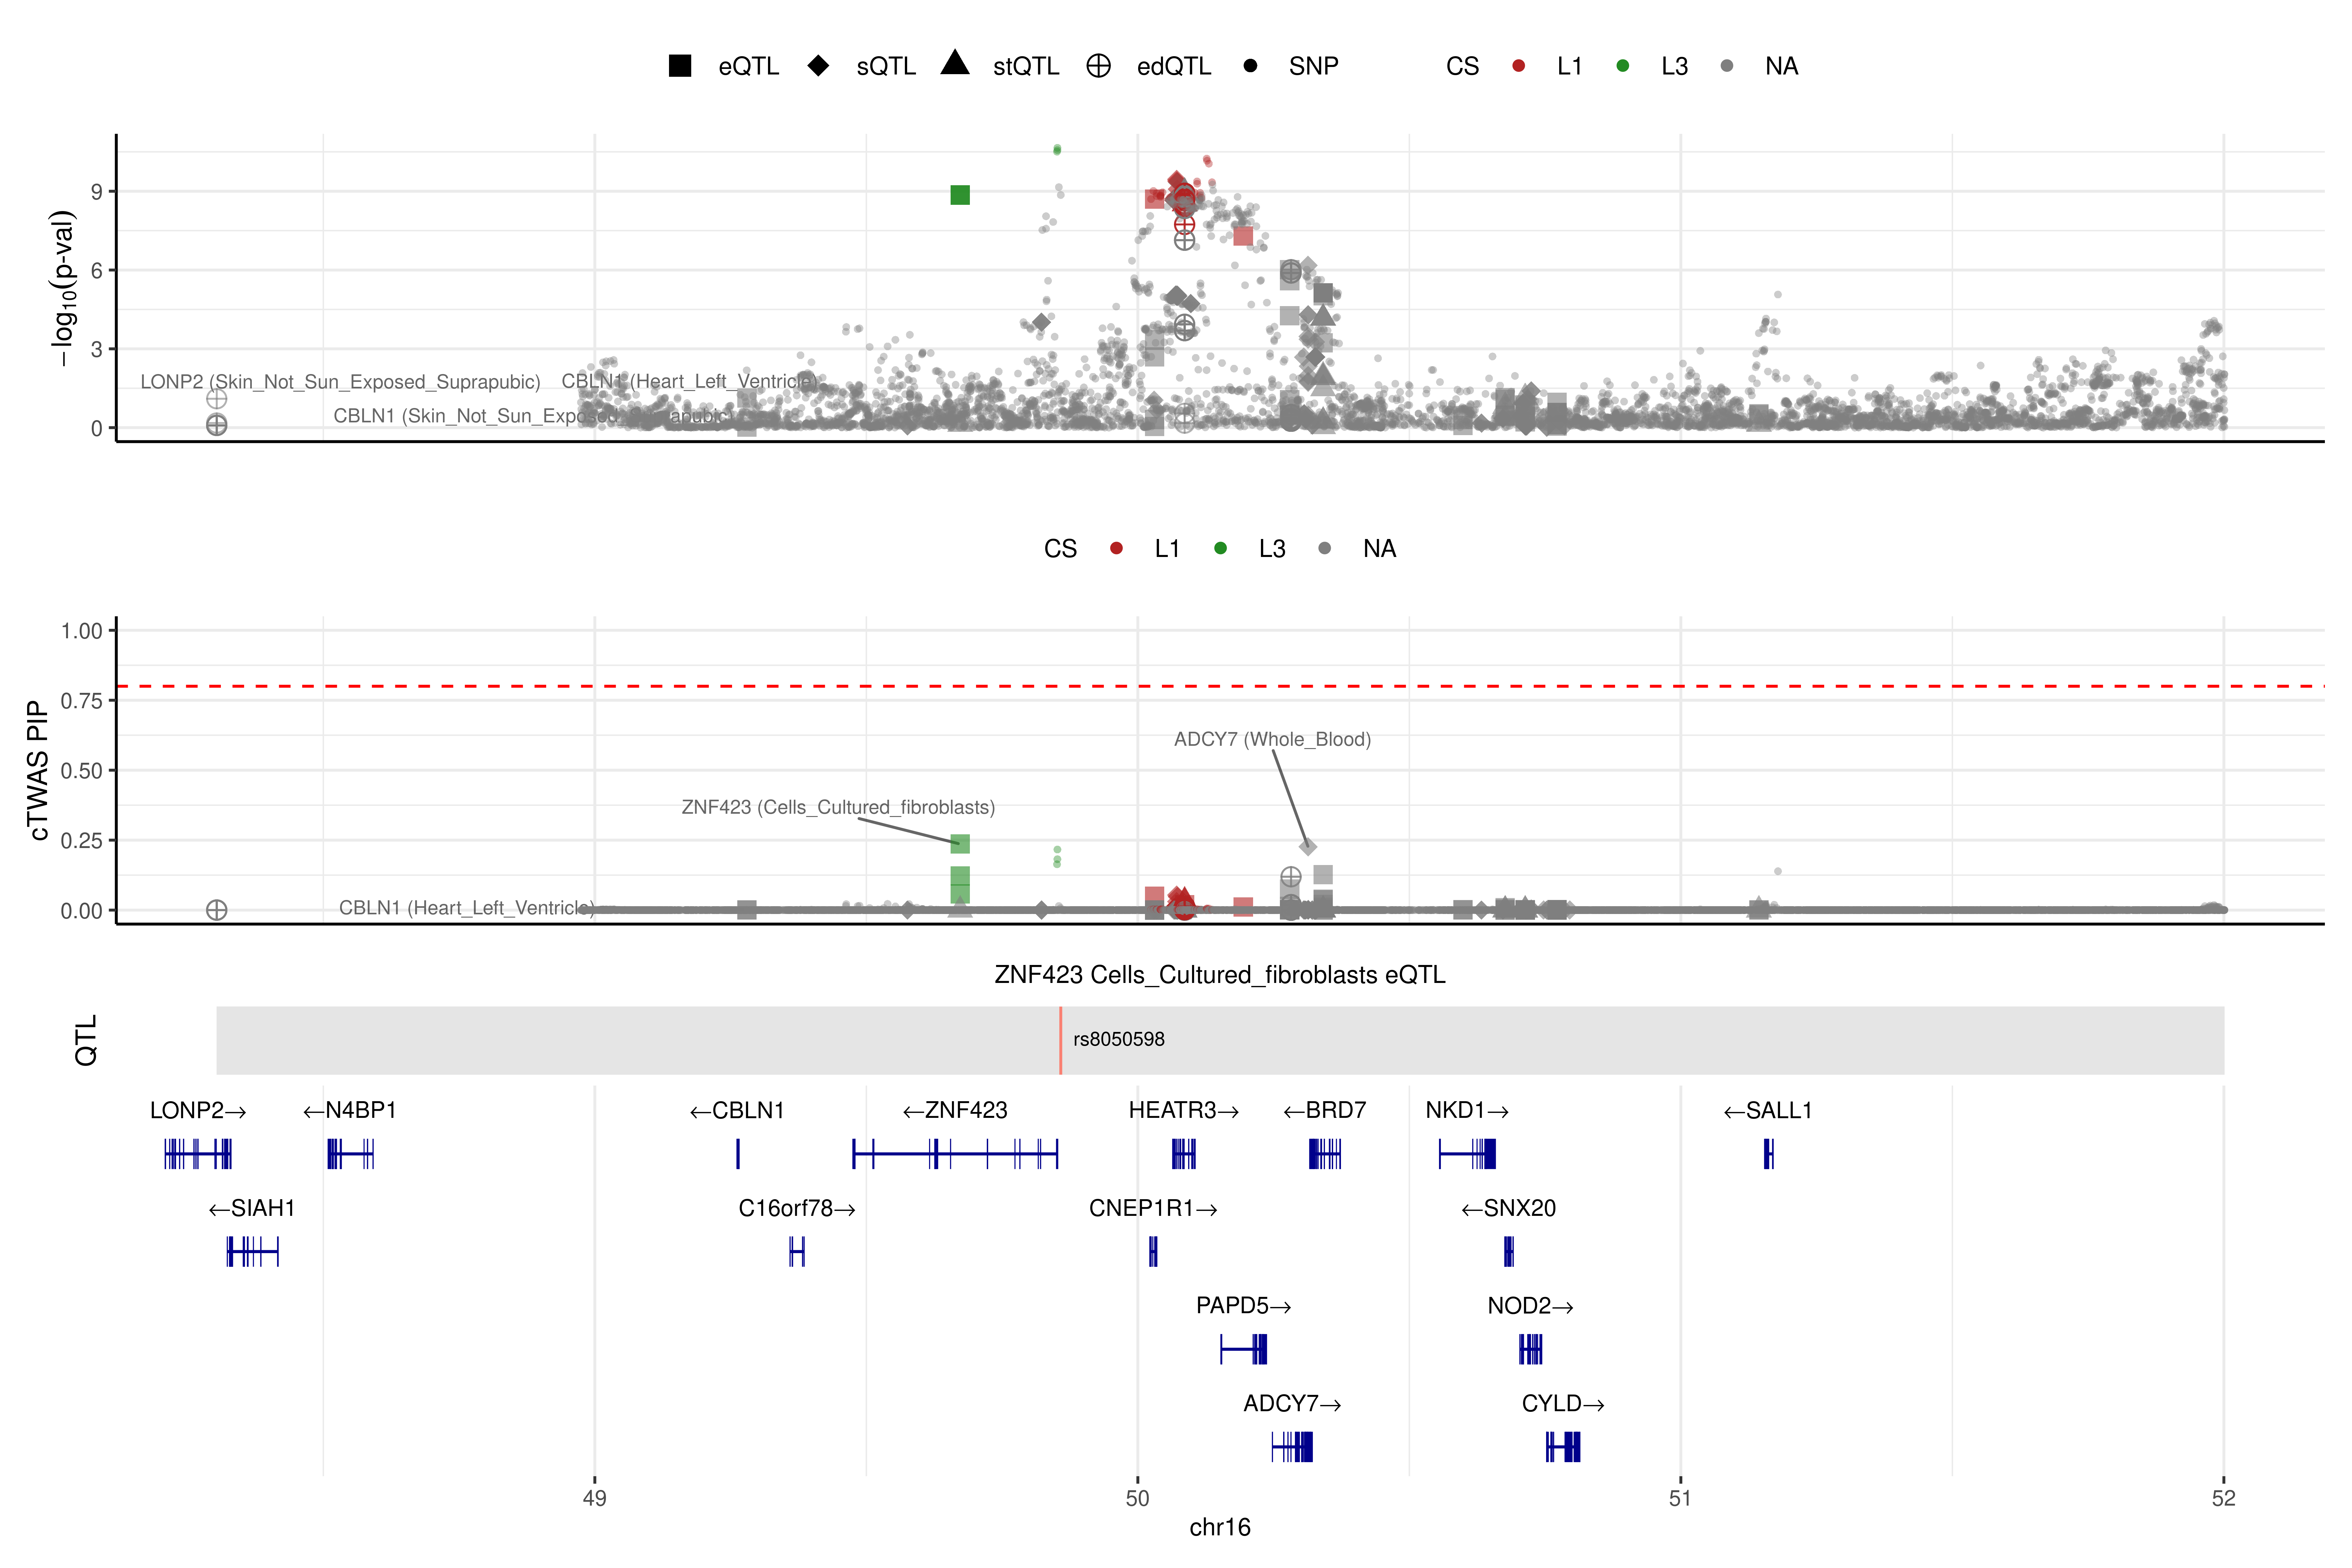 eQTL sQTL stQTL edQTL SNP CS L1 L3 NA
−log10(p-val)
9
6
3
0
LONP2 (Skin_Not_Sun_Exposed_Suprapubic) CBLN1 (Heart_Left_Ventricle)
CBLN1 (Skin_Not_Sun_Exposed_Suprapubic)
CS L1 L3 NA
cTWAS PIP
1.00
0.75
0.50
0.25
0.00
ADCY7 (Whole_Blood)
ZNF423 (Cells_Cultured_fibroblasts)
CBLN1 (Heart_Left_Ventricle)
ZNF423 Cells_Cultured_fibroblasts eQTL
QTL
rs8050598
LONP2→ ←N4BP1 ←CBLN1 ←ZNF423 HEATR3→ ←BRD7 NKD1→ ←SALL1
←SIAH1 C16orf78→ CNEP1R1→ ←SNX20
PAPD5→ NOD2→
ADCY7→ CYLD→
49 50 51 52
chr16